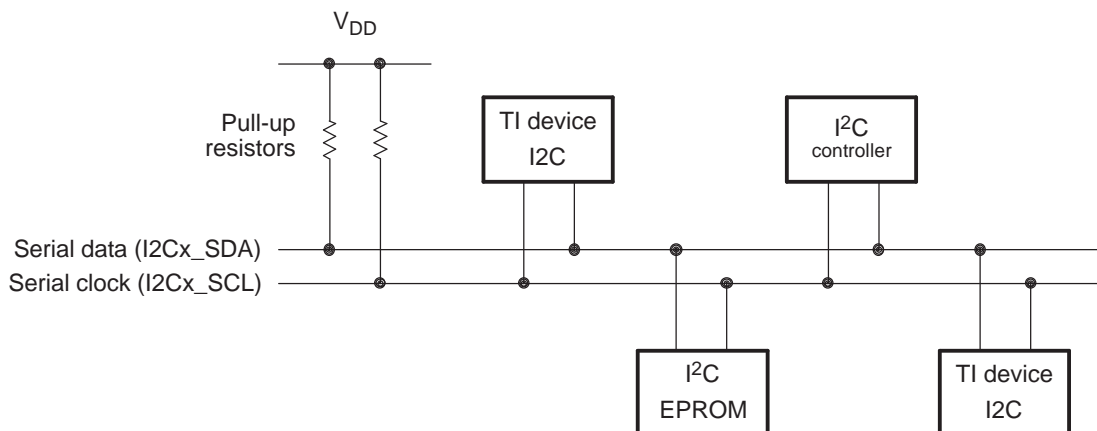 V_DD
Pull-up
resistors
TI device
I2C
I²C
controller
Serial data (I2Cx_SDA)
Serial clock (I2Cx_SCL)
I²C
EPROM
TI device
I2C